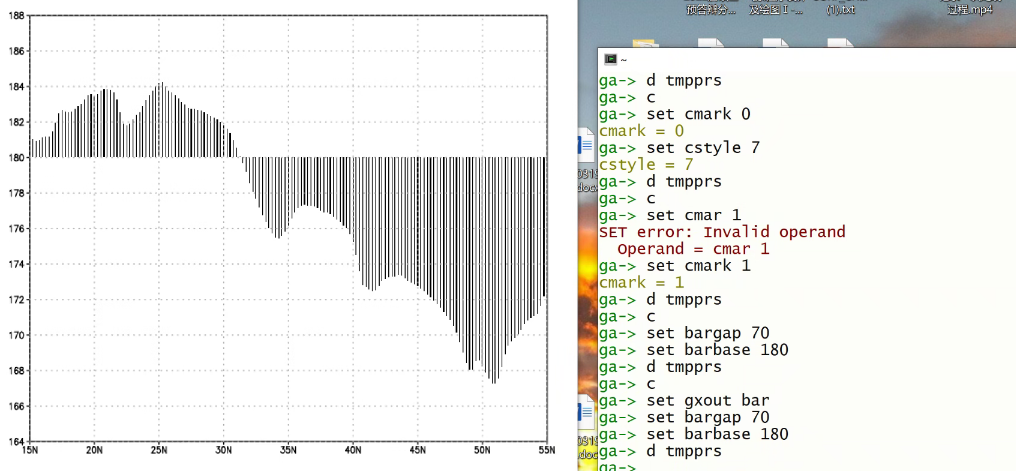 188
186
184
182
180
178
176
174
172
170
168
166
164
15N 20N 25N 30N 35N 40N 45N 50N 55N
预答辩分...
及绘图 I -...
(1).txt
过程.mp4
~
ga-> d tmpprs
ga-> c
ga-> set cmark 0
cmark = 0
ga-> set cstyle 7
cstyle = 7
ga-> d tmpprs
ga-> c
ga-> set cmar 1
SET error: Invalid operand
Operand = cmar 1
ga-> set cmark 1
cmark = 1
ga-> d tmpprs
ga-> c
ga-> set bargap 70
ga-> set barbase 180
ga-> d tmpprs
ga-> c
ga-> set gxout bar
ga-> set bargap 70
ga-> set barbase 180
ga-> d tmpprs
ga->